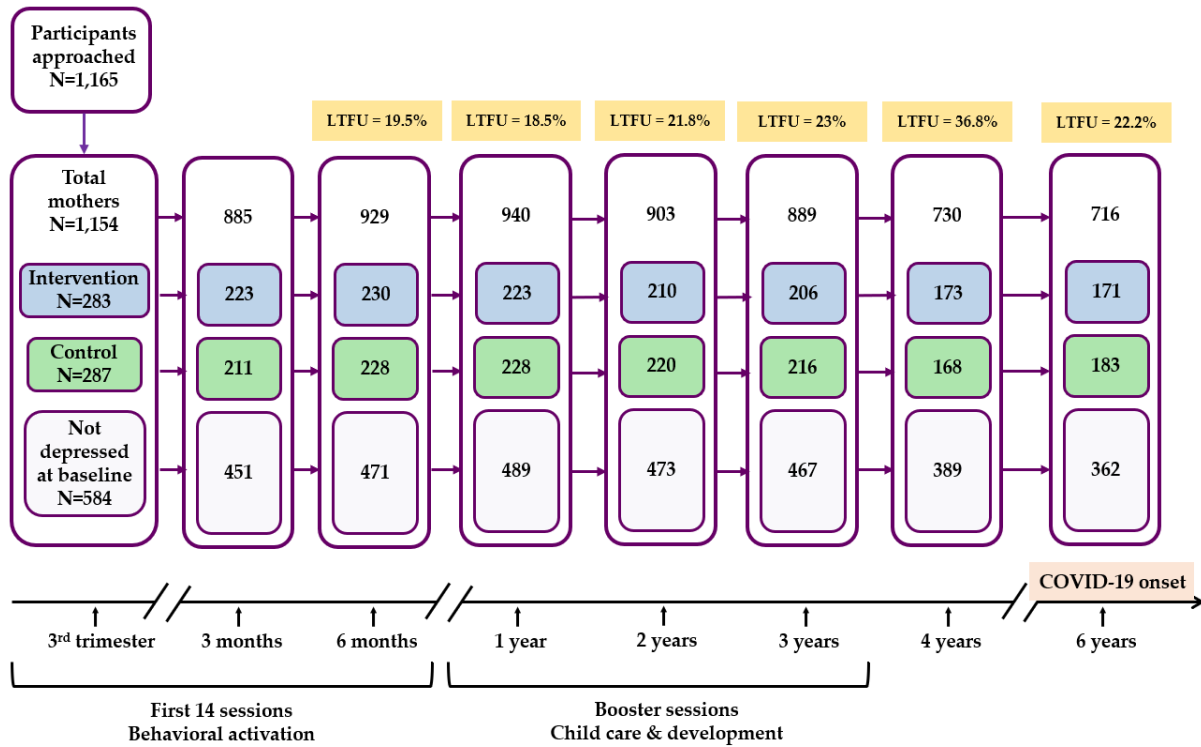 Participants
approached
N=1,165
LTFU = 19.5%
LTFU = 18.5%
LTFU = 21.8%
LTFU = 23%
LTFU = 36.8%
LTFU = 22.2%
Total
mothers
N=1,154
885
929
940
903
889
730
716
Intervention
N=283
223
230
223
210
206
173
171
Control
N=287
211
228
228
220
216
168
183
Not
depressed
at baseline
N=584
451
471
489
473
467
389
362
COVID-19 onset
3rd trimester
3 months
6 months
1 year
2 years
3 years
4 years
6 years
First 14 sessions
Behavioral activation
Booster sessions
Child care & development